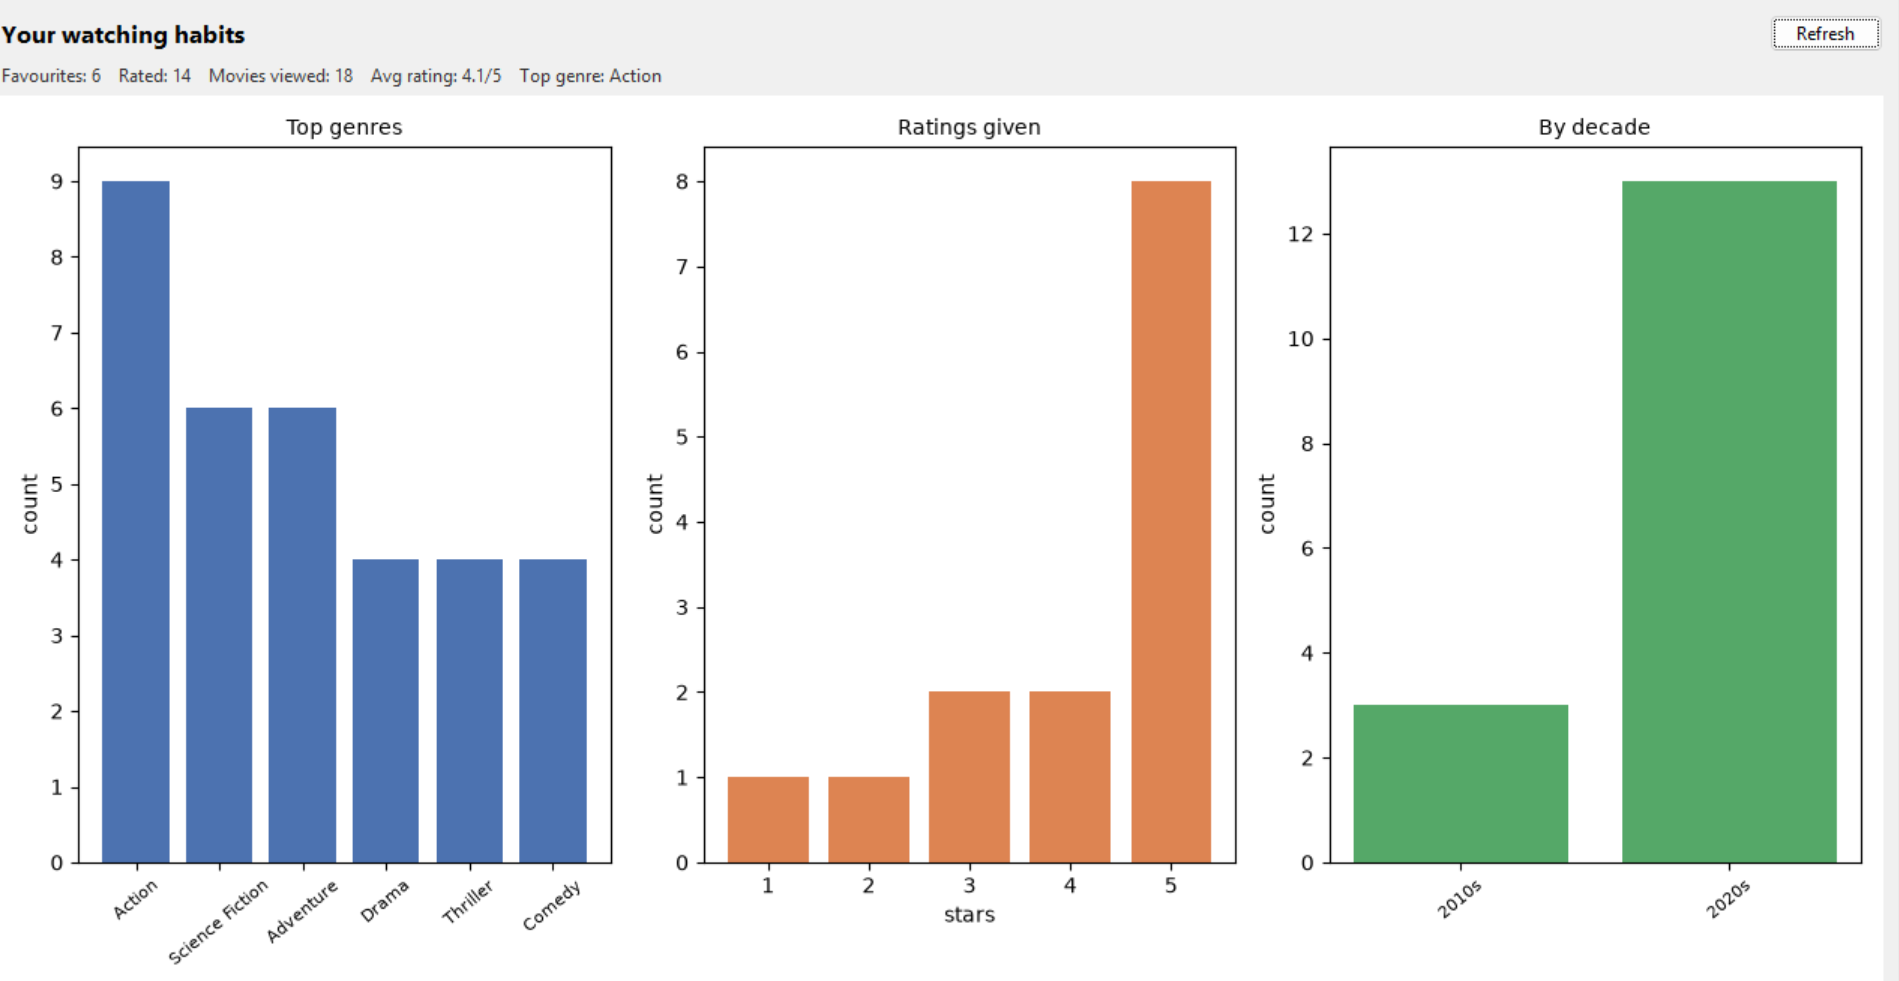 Your watching habits
Refresh
Favourites: 6 Rated: 14 Movies viewed: 18 Avg rating: 4.1/5 Top genre: Action
Top genres
9
8
7
6
5
4
3
2
1
0
count
Action
Science Fiction
Adventure
Drama
Thriller
Comedy
Ratings given
8
7
6
5
4
3
2
1
0
count
1 2 3 4 5
stars
By decade
12
10
8
6
4
2
0
count
2010s
2020s